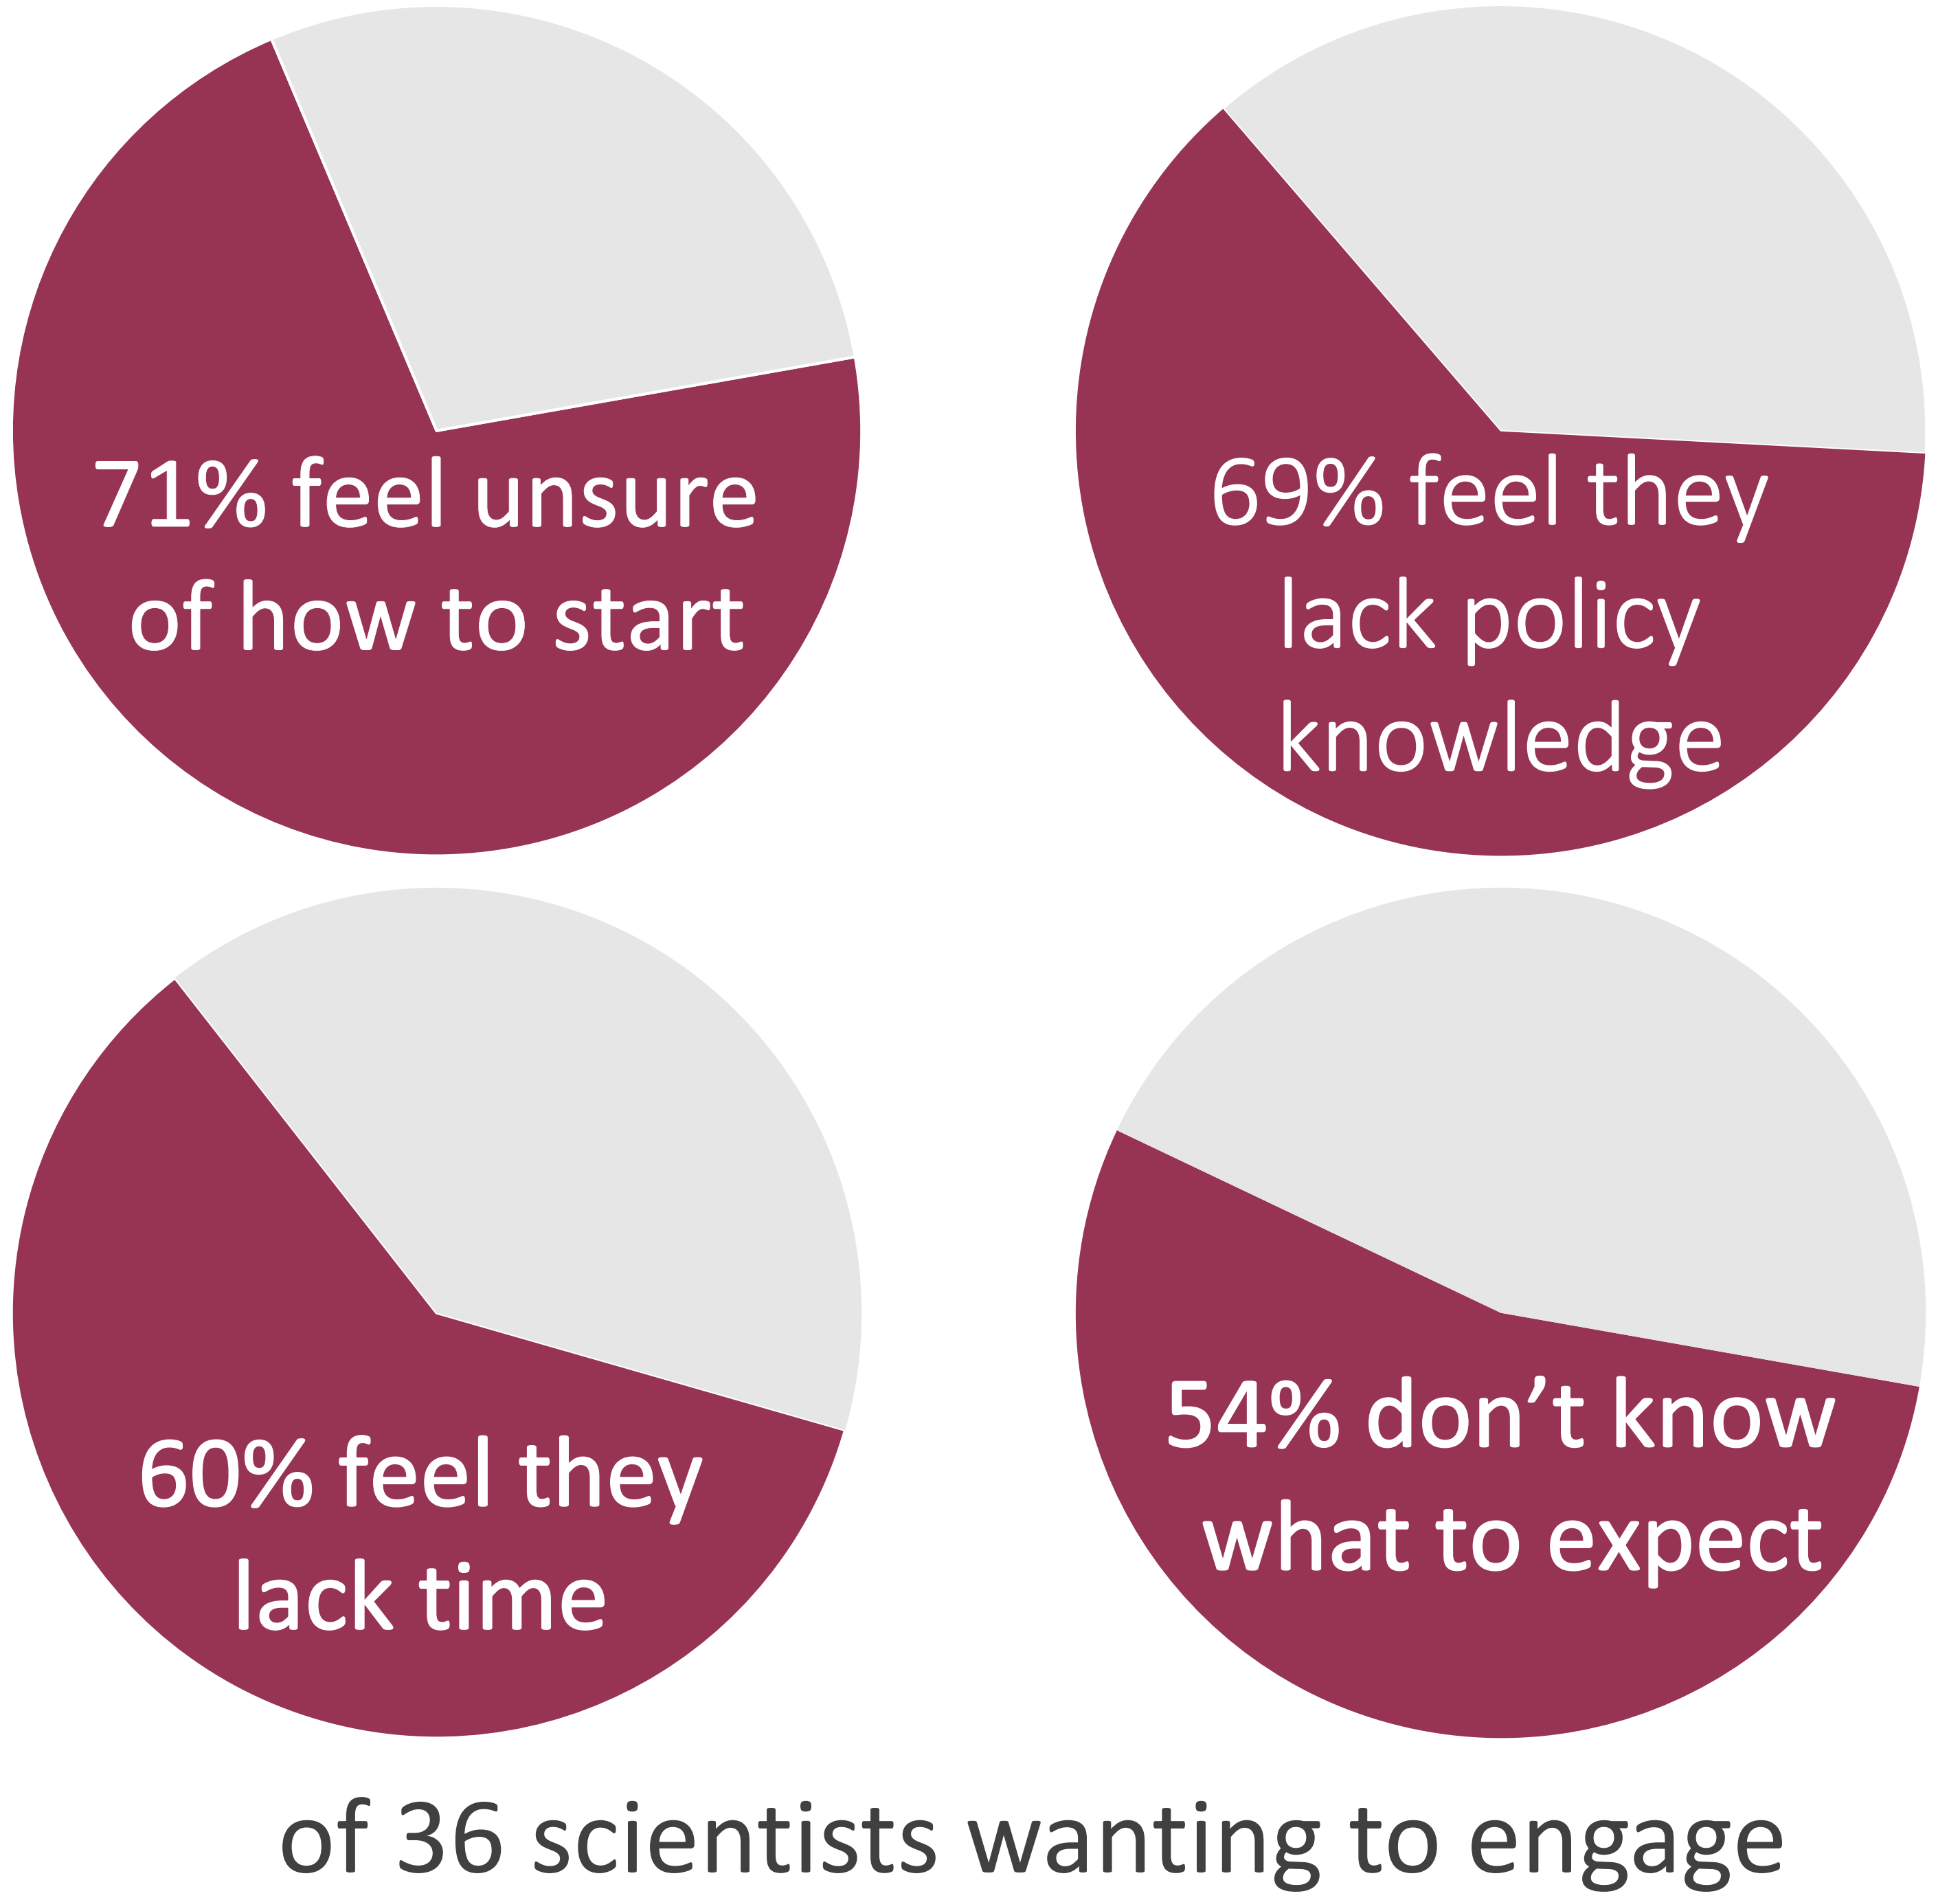 71% feel unsure
of how to start
69% feel they
lack policy
knowledge
60% feel they
lack time
54% don’t know
what to expect
of 36 scientists wanting to engage